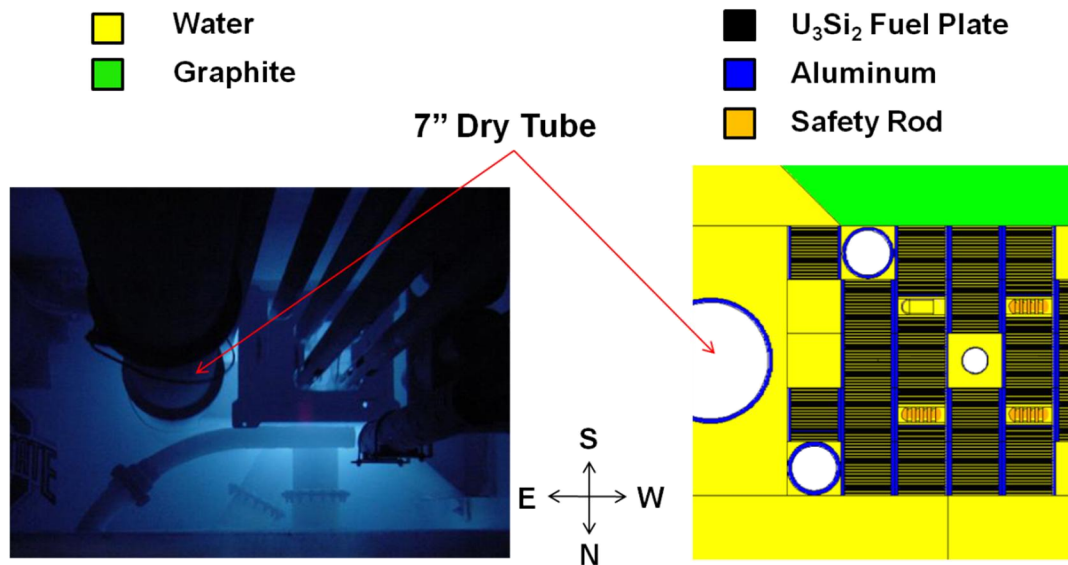 Water
Graphite
U₃Si₂ Fuel Plate
Aluminum
Safety Rod
7” Dry Tube
S
E
W
N